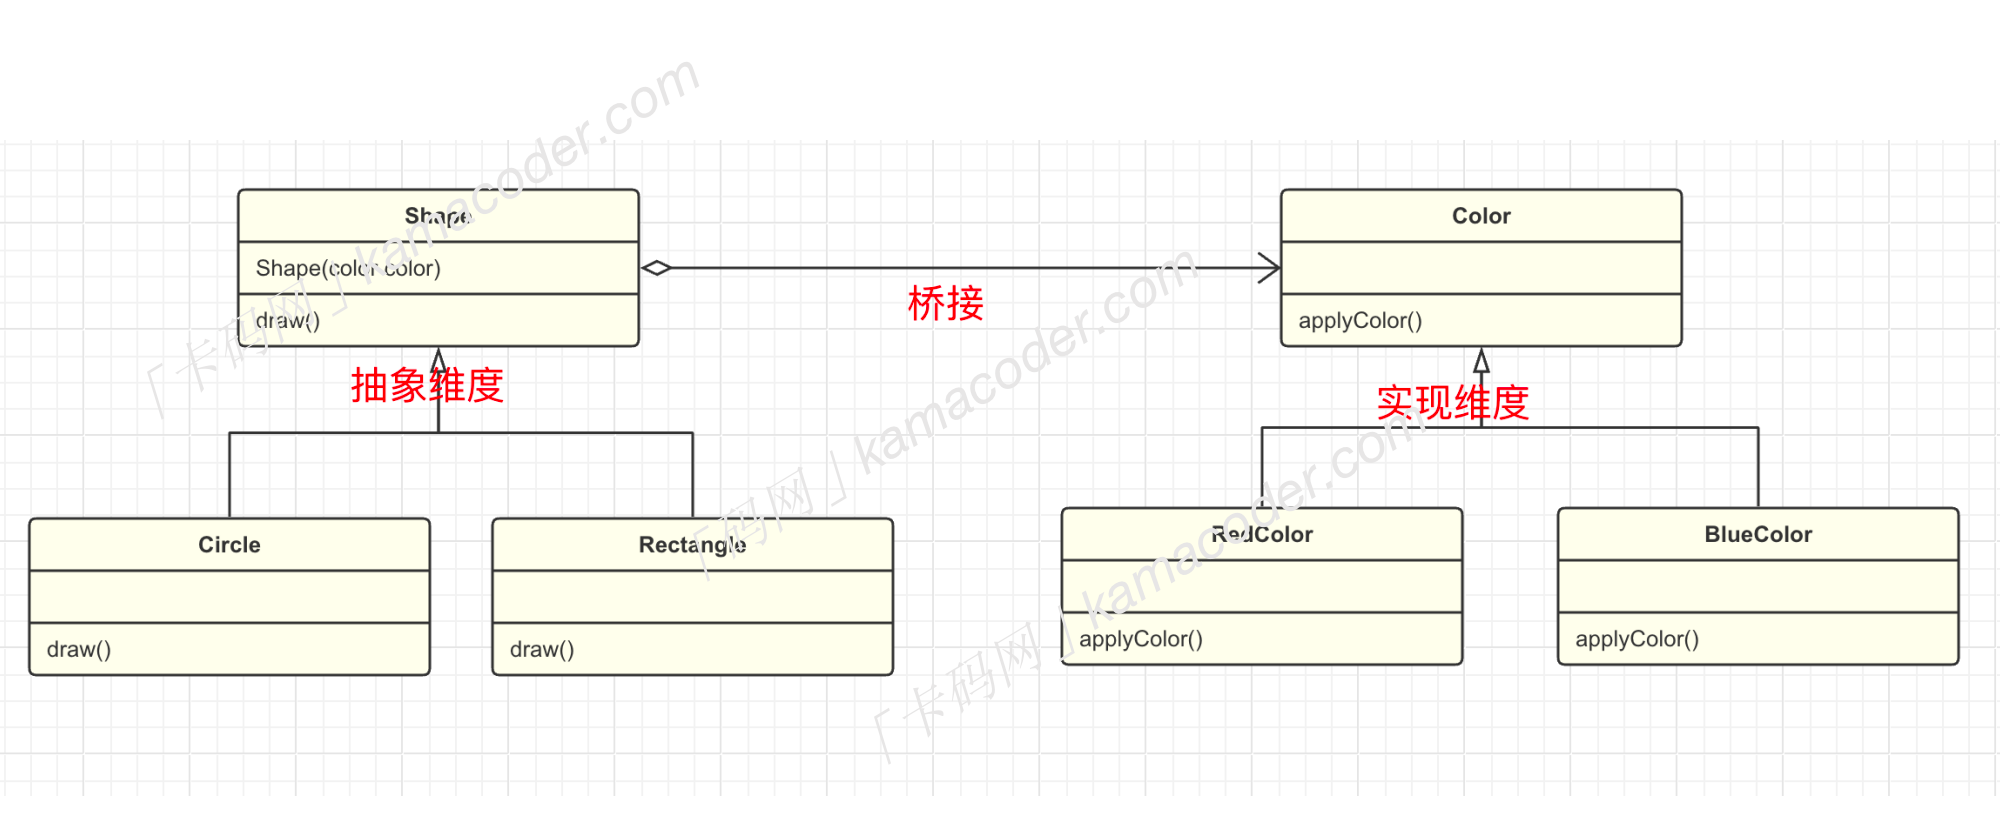 Shape
Shape(color color)
draw()
Color
applyColor()
桥接
抽象维度
实现维度
Circle
draw()
Rectangle
draw()
RedColor
applyColor()
BlueColor
applyColor()
「卡码网」kamacoder.com
「卡码网」kamacoder.com
「卡码网」kamacoder.com